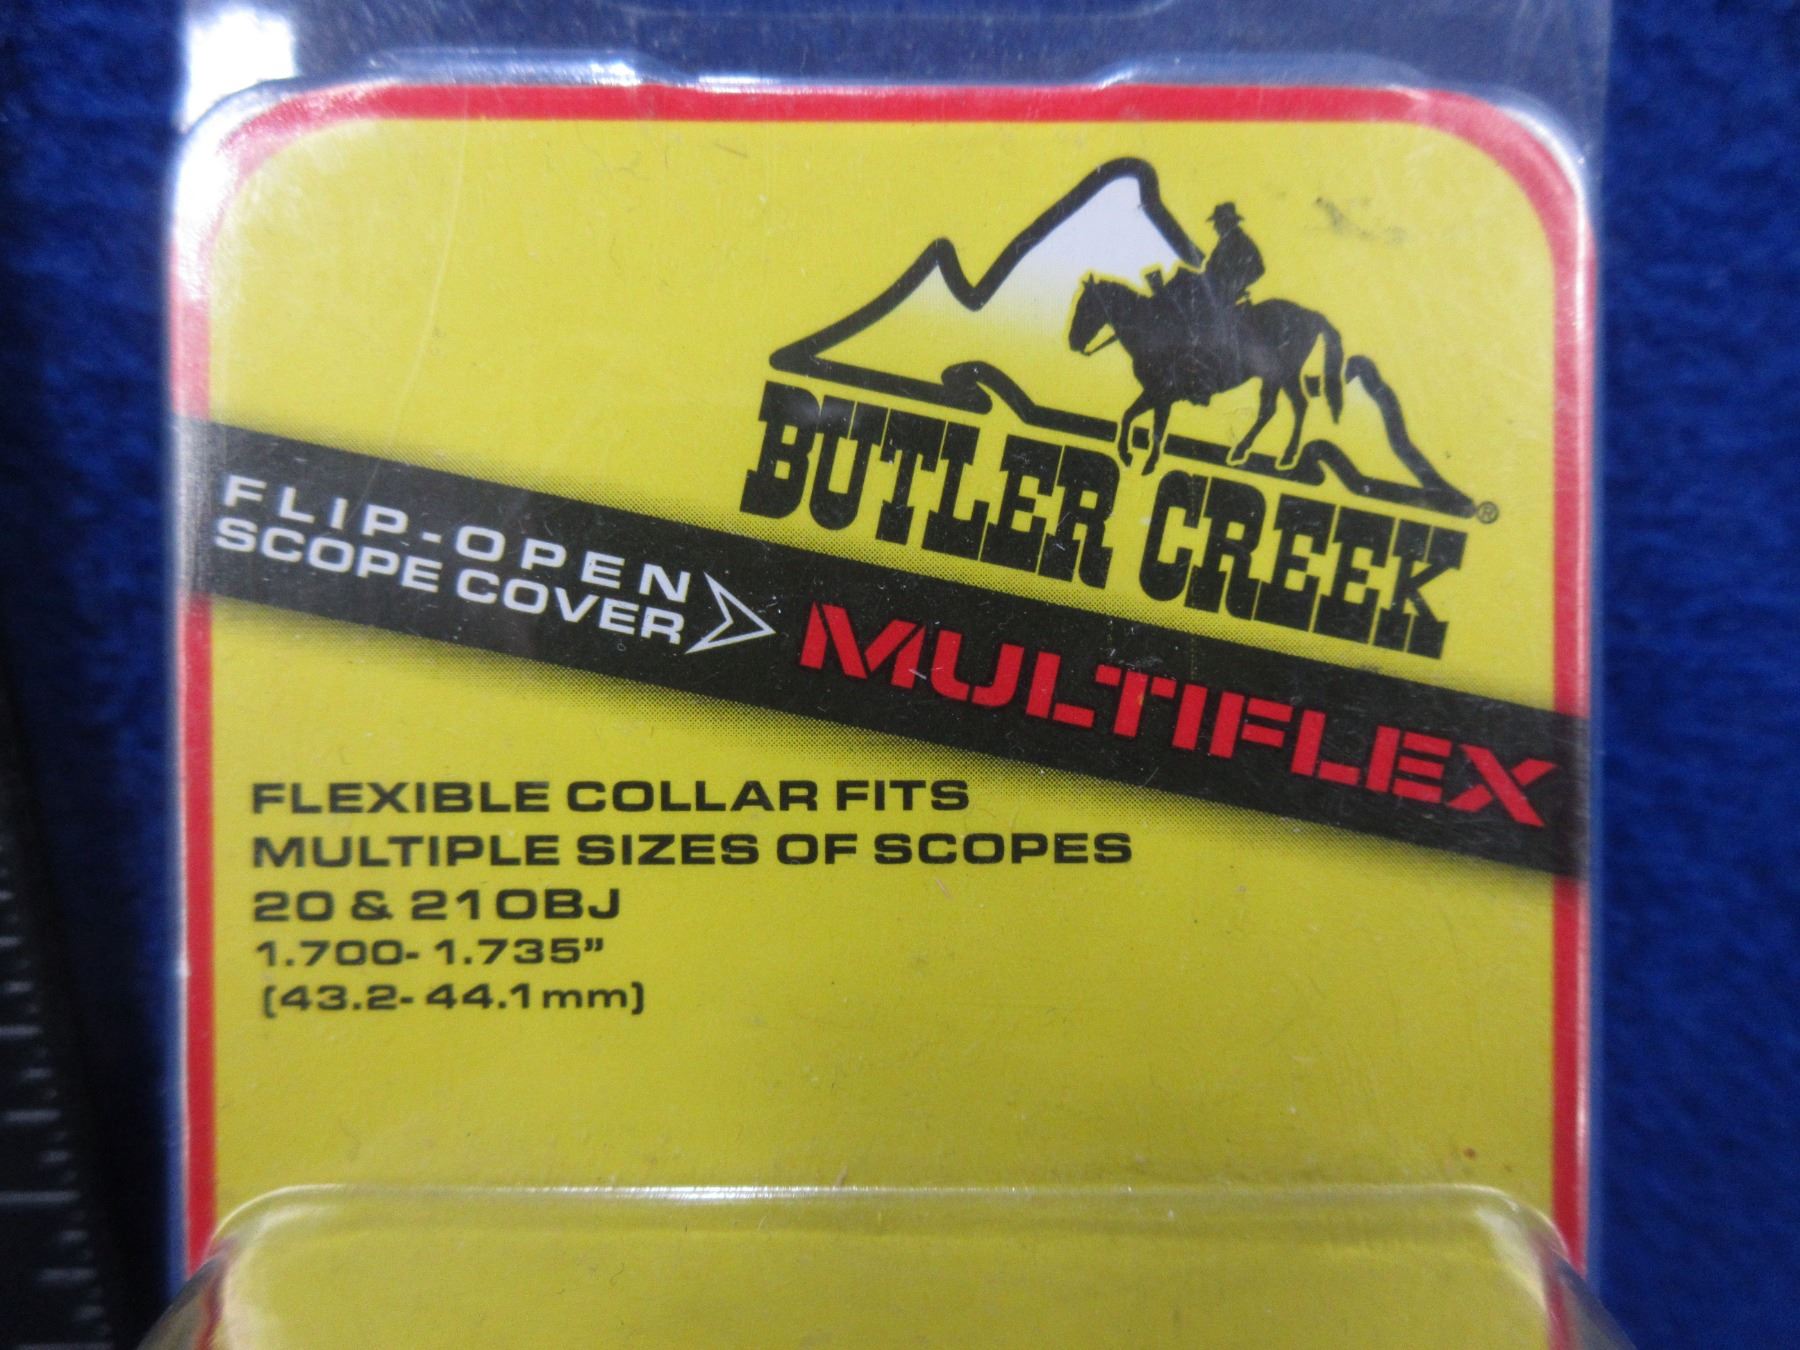 BUTLER CREEK®
FLIP-OPEN
SCOPE COVER
MULTIFLEX
FLEXIBLE COLLAR FITS
MULTIPLE SIZES OF SCOPES
20 & 21 OBJ
1.700- 1.735”
(43.2- 44.1mm)